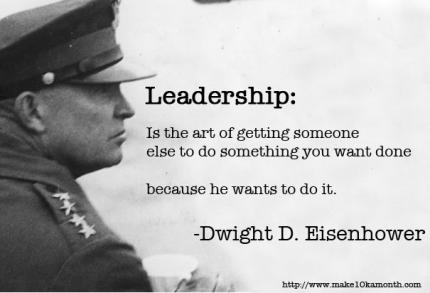 Leadership:
Is the art of getting someone
else to do something you want done
because he wants to do it.
-Dwight D. Eisenhower
http://www.make10kamonth.com